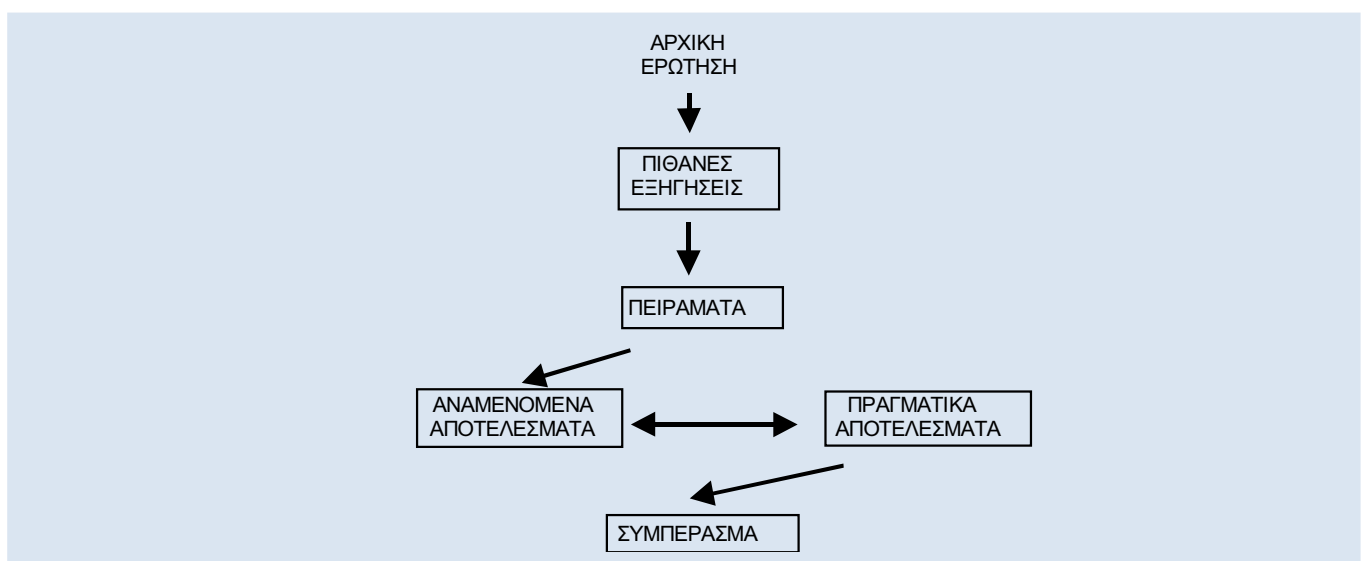 ΑΡΧΙΚΗ
ΕΡΩΤΗΣΗ
ΠΙΘΑΝΕΣ
ΕΞΗΓΗΣΕΙΣ
ΠΕΙΡΑΜΑΤΑ
ΑΝΑΜΕΝΟΜΕΝΑ
ΑΠΟΤΕΛΕΣΜΑΤΑ
ΠΡΑΓΜΑΤΙΚΑ
ΑΠΟΤΕΛΕΣΜΑΤΑ
ΣΥΜΠΕΡΑΣΜΑ